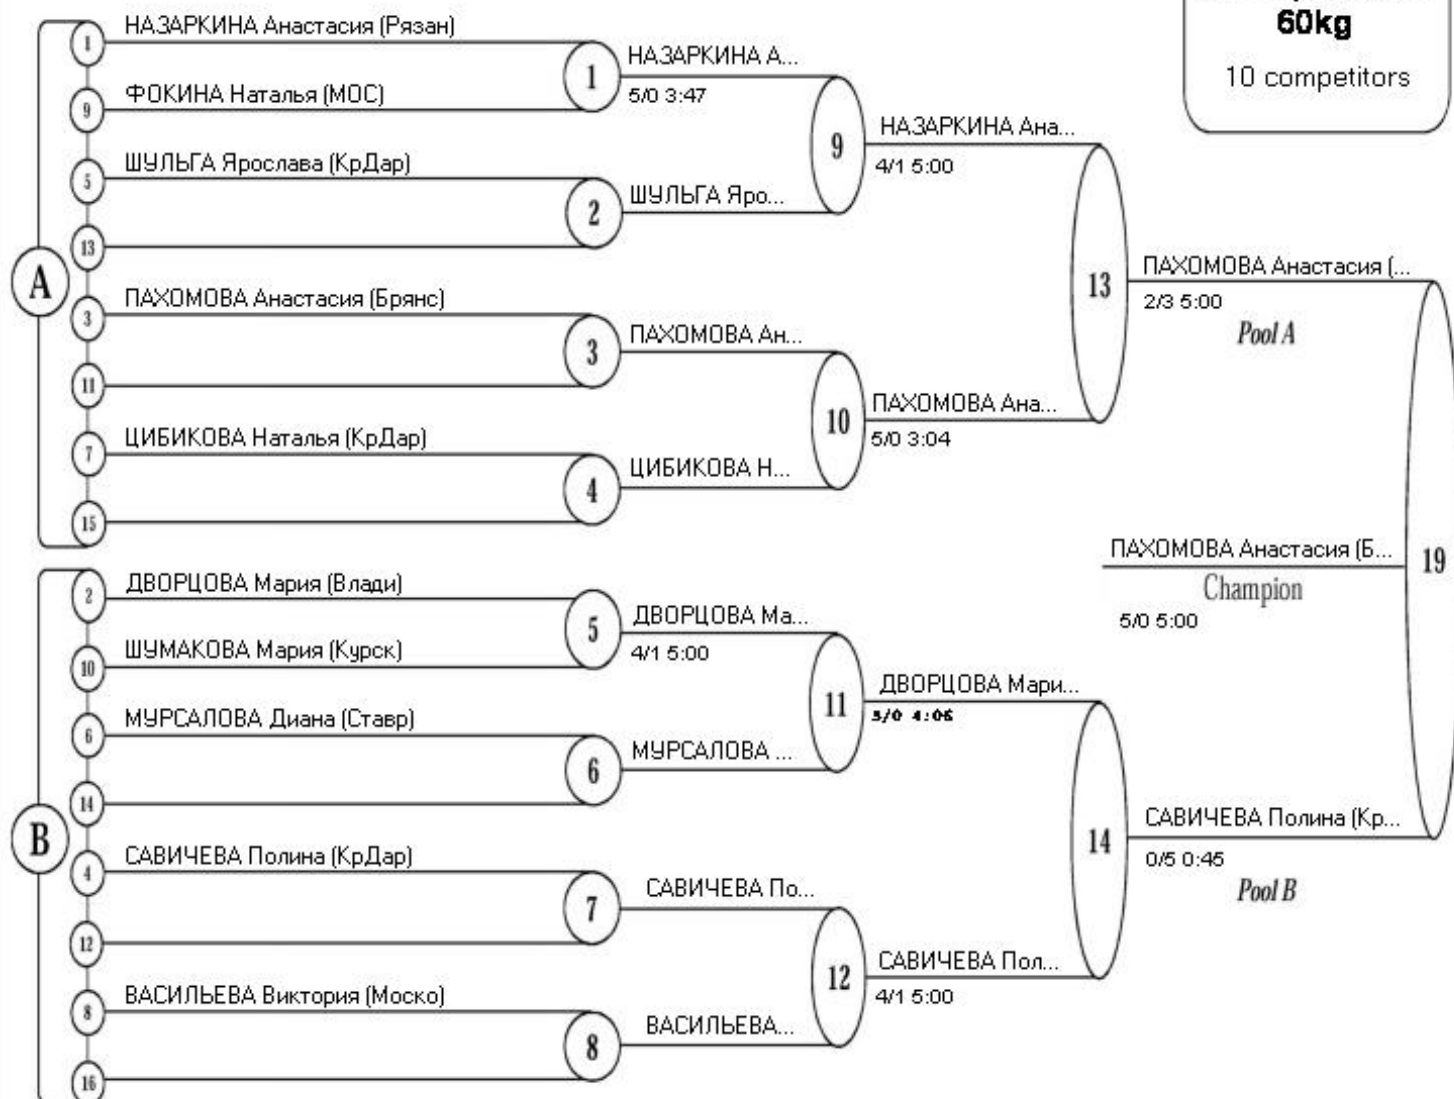 60kg
10 competitors
A
1
НАЗАРКИНА Анастасия (Рязан)
9
ФОКИНА Наталья (МОС)
5
ШУЛЬГА Ярослава (КрДар)
13
3
ПАХОМОВА Анастасия (Брянс)
11
7
ЦИБИКОВА Наталья (КрДар)
15
B
2
ДВОРЦОВА Мария (Влади)
10
ШУМАКОВА Мария (Курск)
6
МУРСАЛОВА Диана (Ставр)
14
4
САВИЧЕВА Полина (КрДар)
12
8
ВАСИЛЬЕВА Виктория (Моско)
16
1
НАЗАРКИНА А...
5/0 3:47
2
ШУЛЬГА Яро...
3
ПАХОМОВА Ан...
4
ЦИБИКОВА Н...
5
ДВОРЦОВА Ма...
4/1 5:00
6
МУРСАЛОВА ...
7
САВИЧЕВА По...
8
ВАСИЛЬЕВА...
9
НАЗАРКИНА Ана...
4/1 5:00
10
ПАХОМОВА Ана...
5/0 3:04
11
ДВОРЦОВА Мари...
5/0 4:06
12
САВИЧЕВА Пол...
4/1 5:00
13
ПАХОМОВА Анастасия (...
2/3 5:00
Pool A
14
САВИЧЕВА Полина (Кр...
0/5 0:45
Pool B
19
ПАХОМОВА Анастасия (Б...
Champion
5/0 5:00